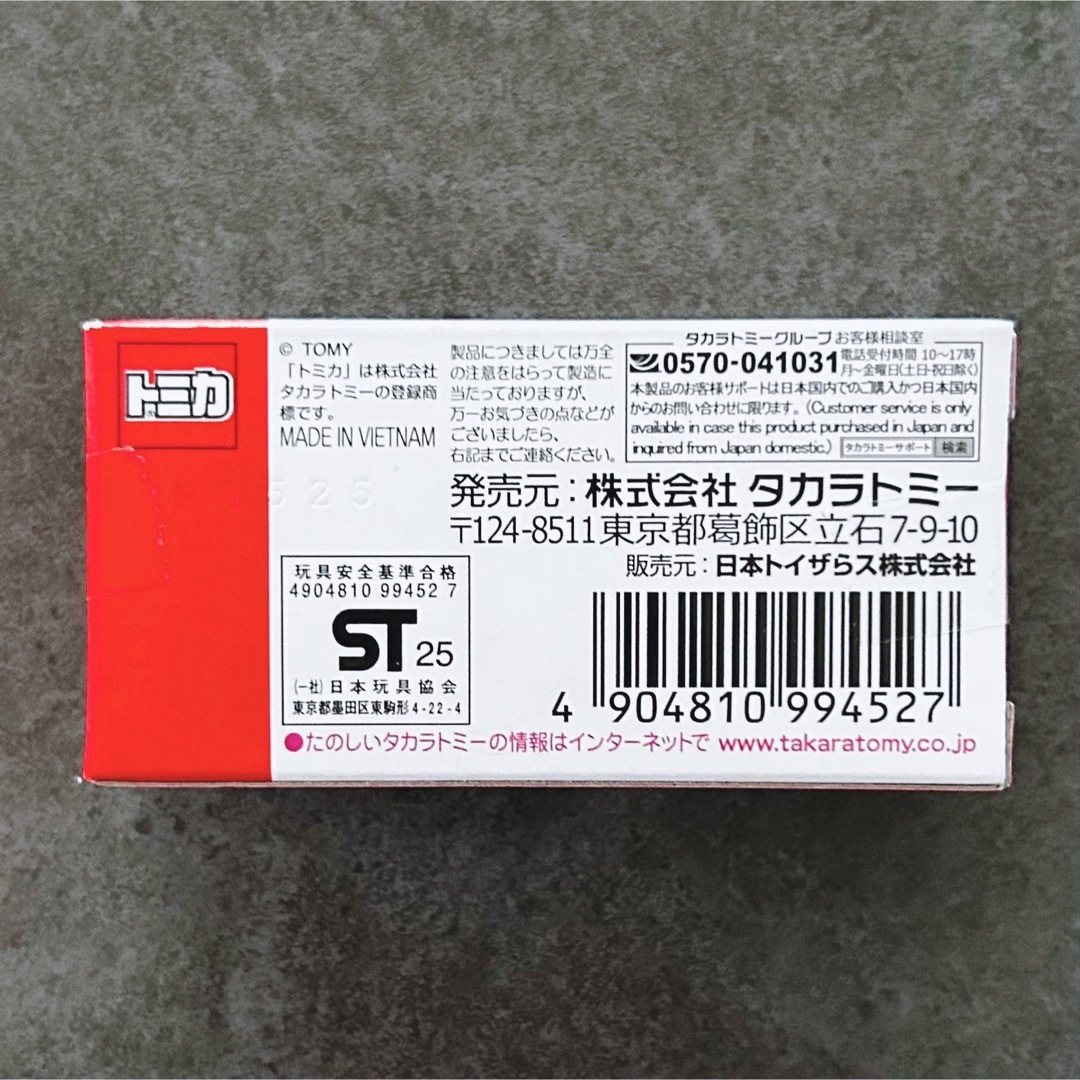 トミカ
© TOMY
「トミカ」は株式会社
タカラトミーの登録商
標です。
MADE IN VIETNAM
製品につきましては万全
の注意をはらって製造に
当たっておりますが、
万一お気づきの点などが
ございましたら、
右記までご連絡ください。
タカラトミーグループお客様相談室
0570-041031
電話受付時間 10〜17時
月〜金曜日(土日・祝日除く)
本製品のお客様サポートは日本国内でのご購入かつ日本国内
からのお問い合わせに限ります。(Customer service is only
available in case this product purchased in Japan and
inquired from Japan domestic.) タカラトミーサポート 検索
発売元:株式会社 タカラトミー
〒124-8511東京都葛飾区立石7-9-10
販売元:日本トイザらス株式会社
玩具安全基準合格
4904810 99452 7
ST 25
(一社)日本玩具協会
東京都墨田区東駒形4-22-4
4 904810 994527
●たのしいタカラトミーの情報はインターネットで www.takaratomy.co.jp